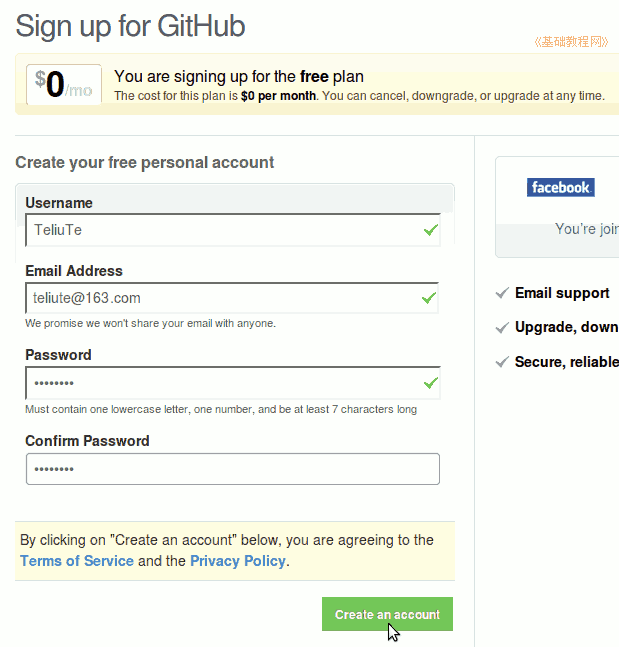 Sign up for GitHub
《基础教程网》
$0/mo
You are signing up for the free plan
The cost for this plan is $0 per month. You can cancel, downgrade, or upgrade at any time.
Create your free personal account
Username
TeliuTe
Email Address
teliute@163.com
We promise we won't share your email with anyone.
Password
••••••••
Must contain one lowercase letter, one number, and be at least 7 characters long
Confirm Password
••••••••
By clicking on "Create an account" below, you are agreeing to the
Terms of Service and the Privacy Policy.
Create an account
facebook
You're join
Email support
Upgrade, down
Secure, reliable